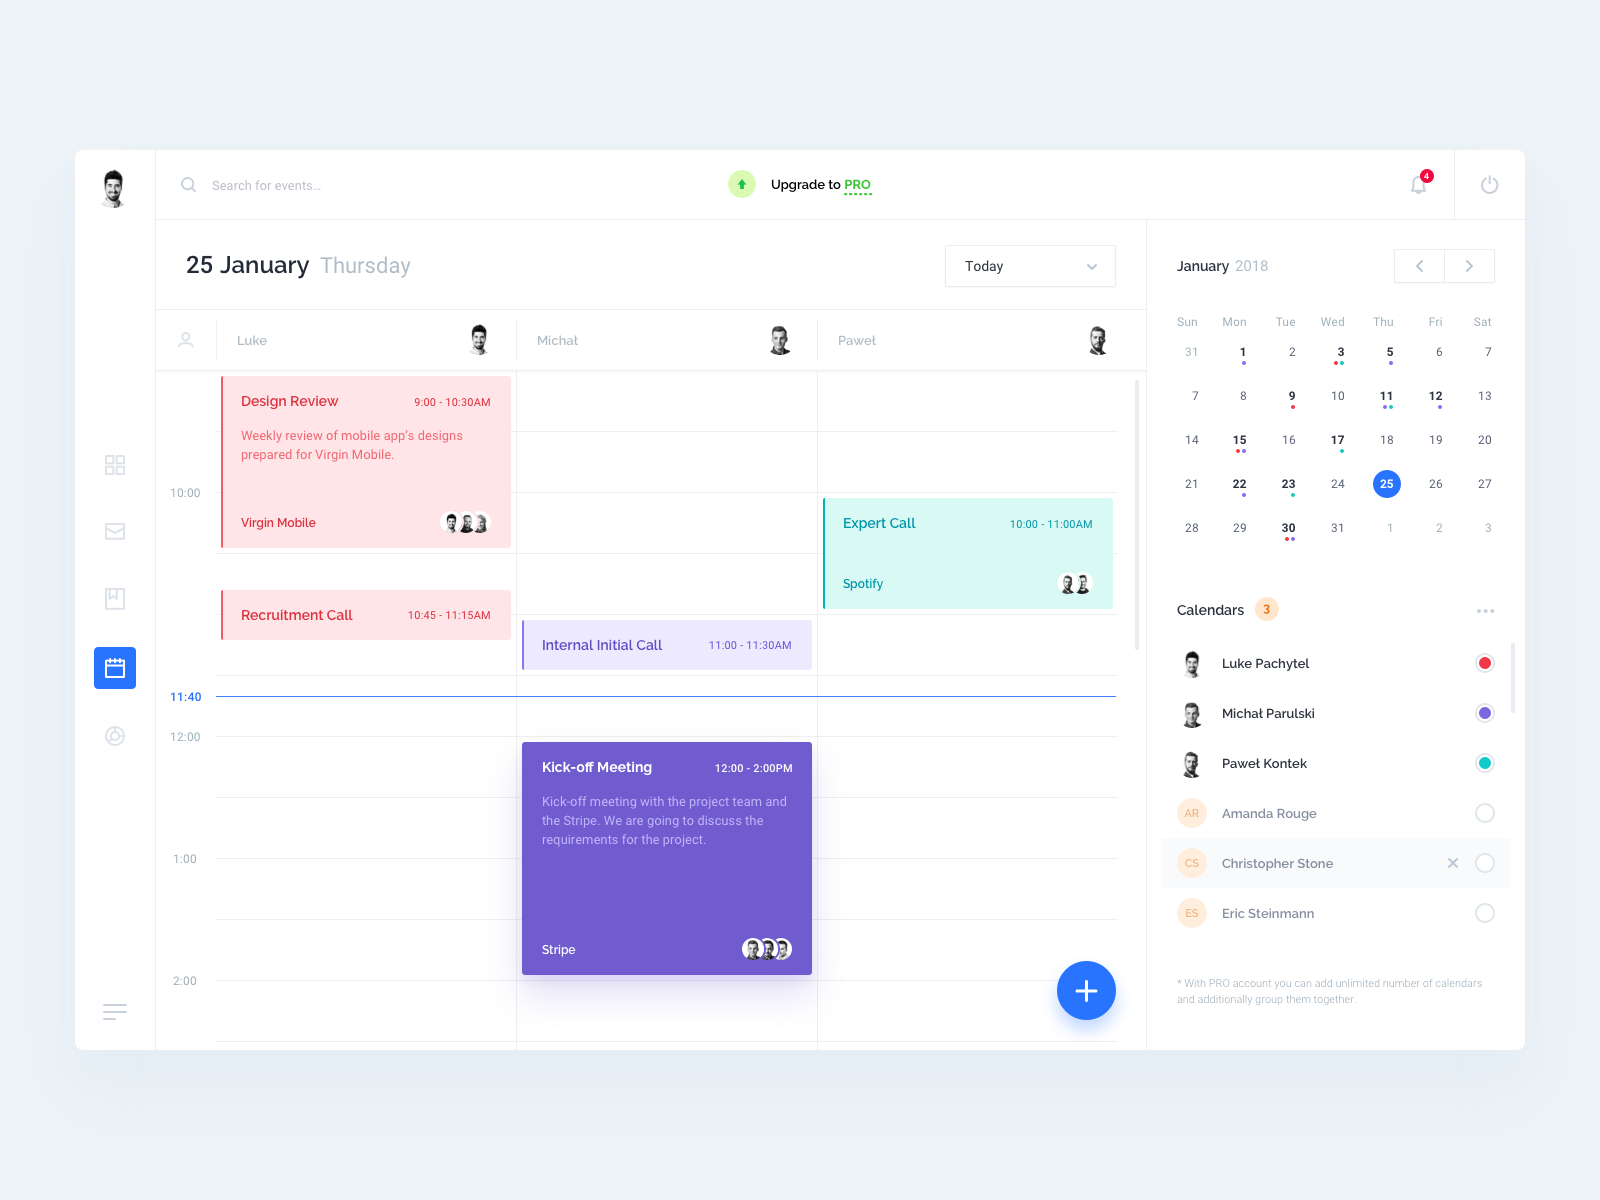 Search for events...
Upgrade to PRO
4
25 January Thursday
Today
Luke
Michał
Paweł
Design Review 9:00 - 10:30AM
Weekly review of mobile app's designs
prepared for Virgin Mobile.
Virgin Mobile
10:00
Expert Call 10:00 - 11:00AM
Spotify
Recruitment Call 10:45 - 11:15AM
Internal Initial Call 11:00 - 11:30AM
11:40
12:00
Kick-off Meeting 12:00 - 2:00PM
Kick-off meeting with the project team and
the Stripe. We are going to discuss the
requirements for the project.
Stripe
1:00
2:00
January 2018
Sun Mon Tue Wed Thu Fri Sat
31 1 2 3 5 6 7
7 8 9 10 11 12 13
14 15 16 17 18 19 20
21 22 23 24 25 26 27
28 29 30 31 1 2 3
Calendars 3
Luke Pachytel
Michał Parulski
Paweł Kontek
AR Amanda Rouge
CS Christopher Stone
ES Eric Steinmann
* With PRO account you can add unlimited number of calendars
and additionally group them together.